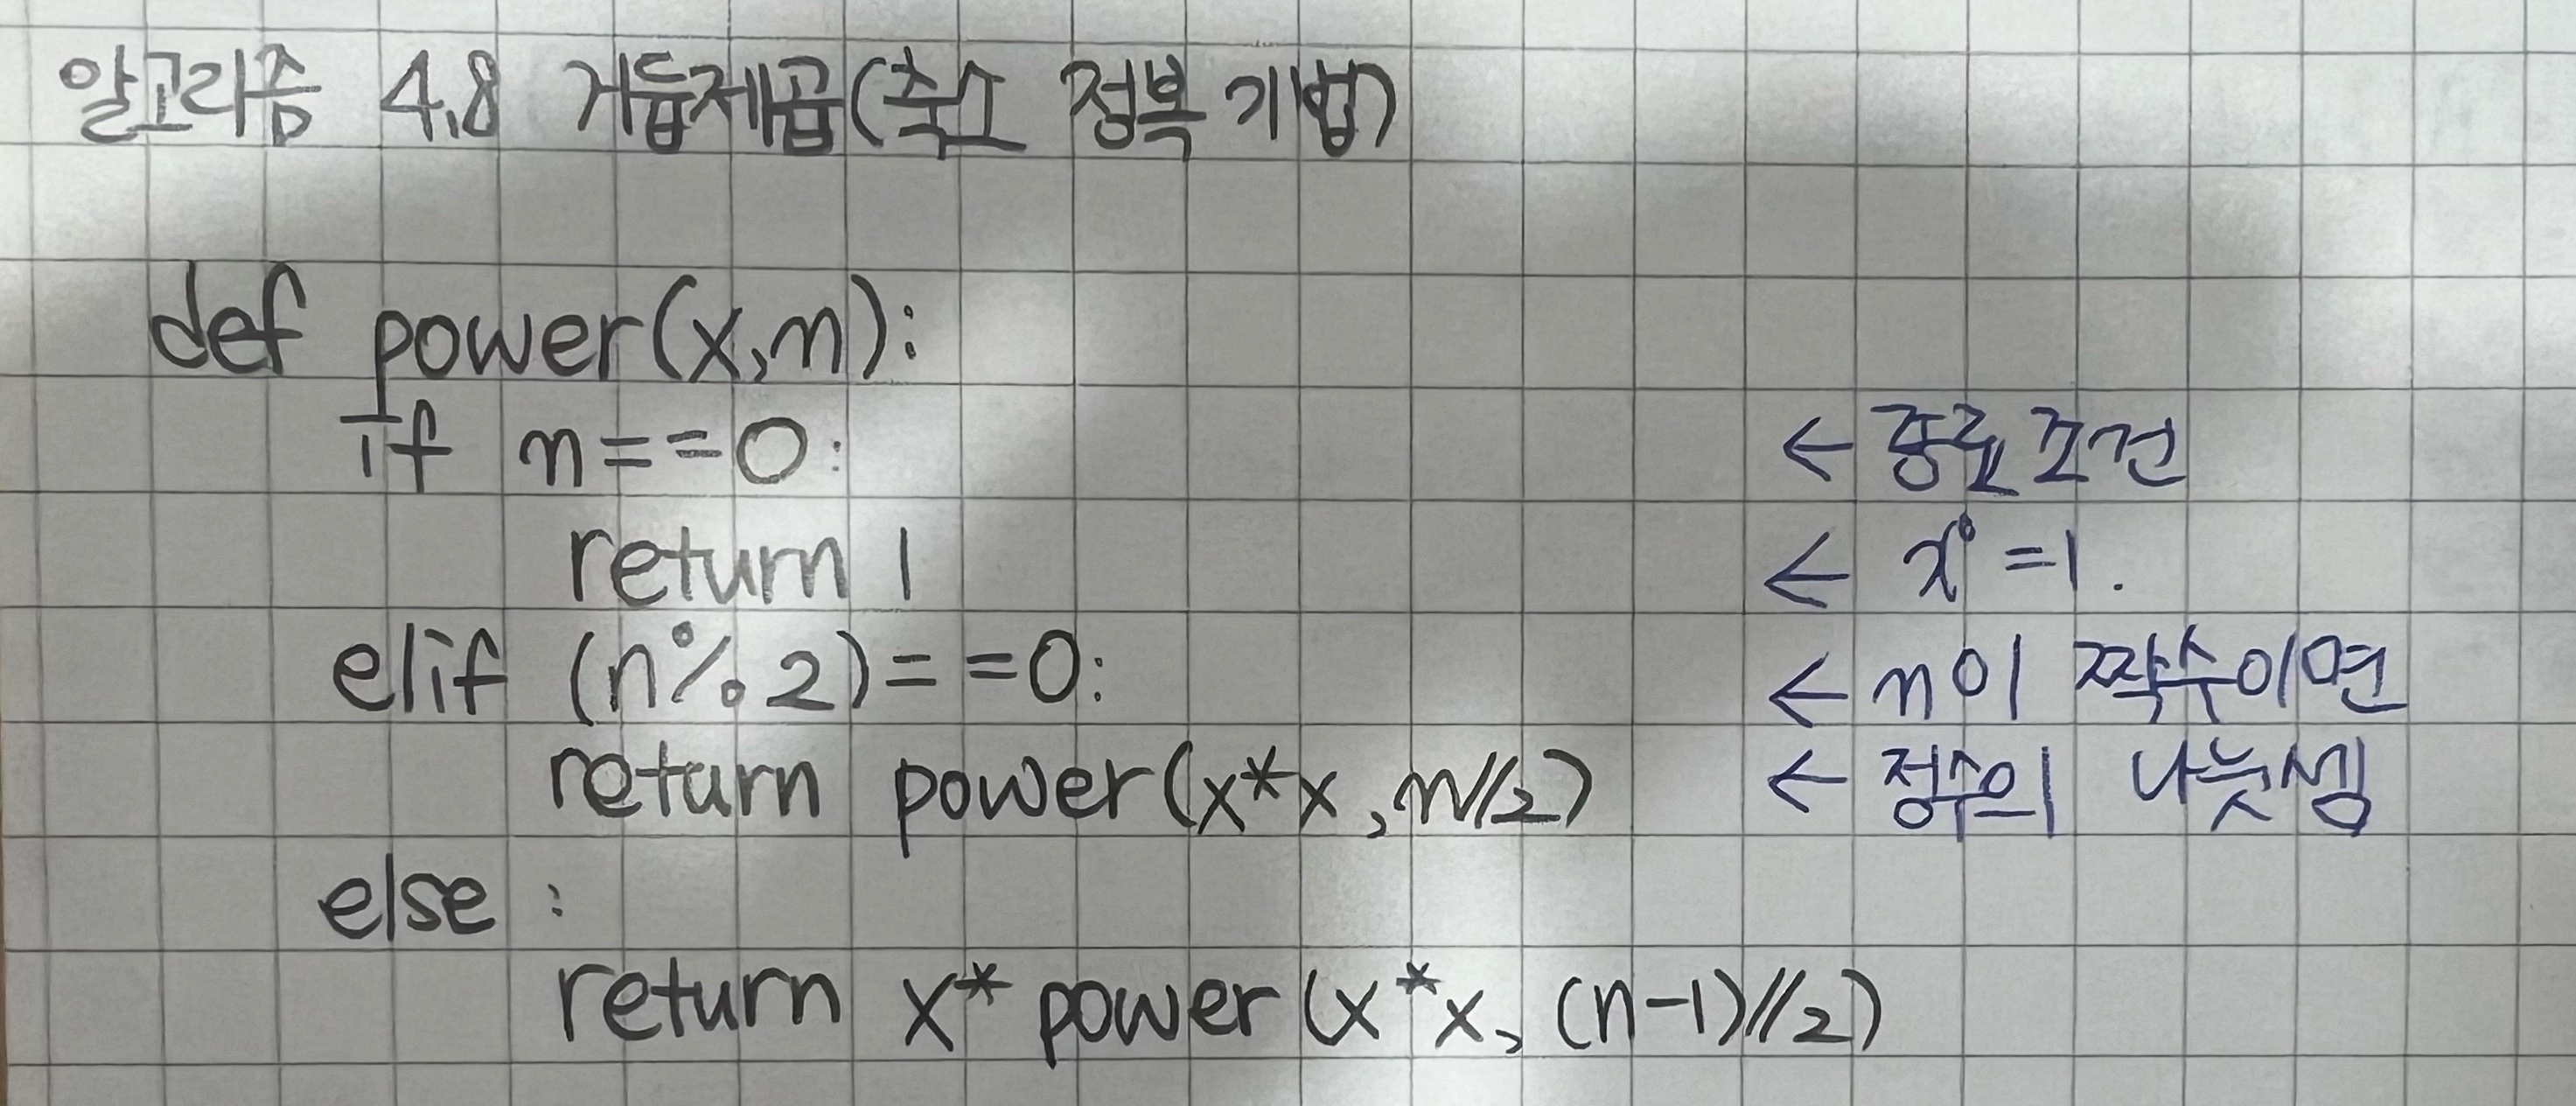 알고리즘 4.8 거듭제곱(축소 정복 기법)
def power(x,n):
if n==0: ← 종료조건
return 1 ← x⁰=1.
elif (n%2)==0: ← n이 짝수이면
return power(x*x,n//2) ← 정수의 나눗셈
else :
return x*power(x*x,(n-1)//2)